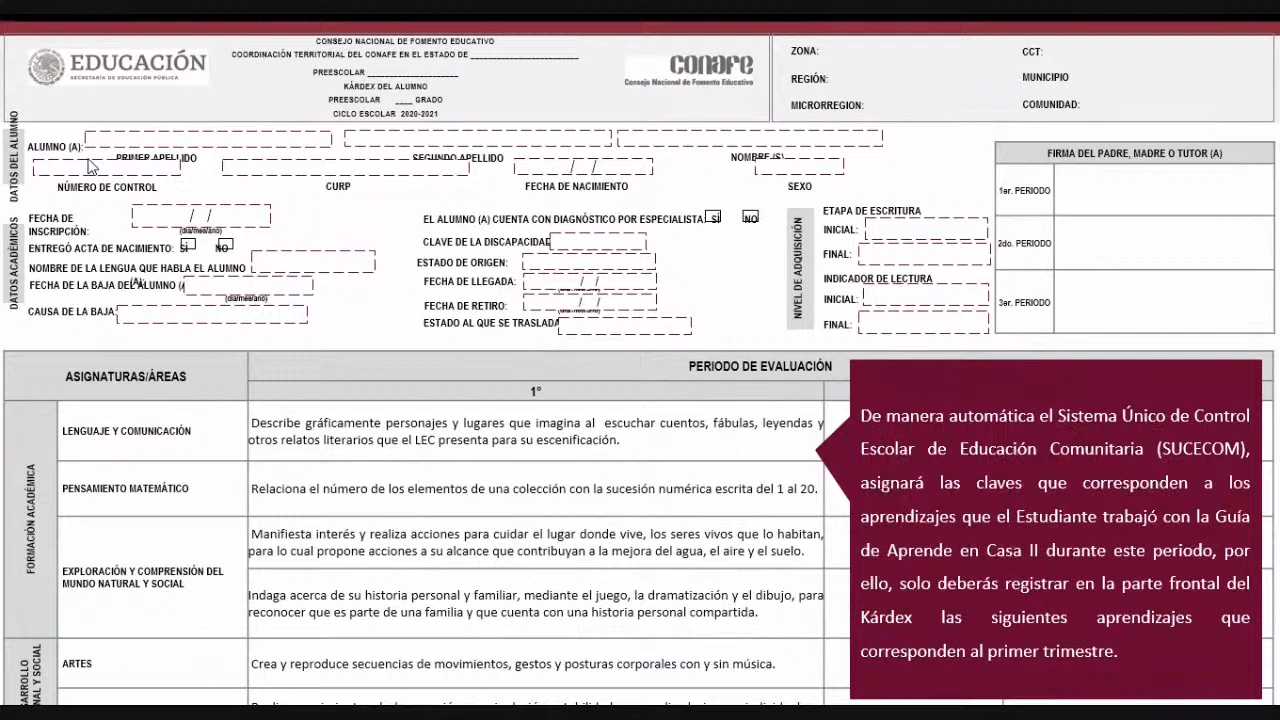 EDUCACIÓN
SECRETARÍA DE EDUCACIÓN PÚBLICA
CONSEJO NACIONAL DE FOMENTO EDUCATIVO
COORDINACIÓN TERRITORIAL DEL CONAFE EN EL ESTADO DE ________________________
PREESCOLAR ____________________
KÁRDEX DEL ALUMNO
PREESCOLAR ____ GRADO
CICLO ESCOLAR 2020-2021
conafe
Consejo Nacional de Fomento Educativo
ZONA:
CCT:
REGIÓN:
MUNICIPIO
MICRORREGION:
COMUNIDAD:
DATOS DEL ALUMNO
ALUMNO (A):
PRIMER APELLIDO
SEGUNDO APELLIDO
NOMBRE (S)
/ /
NÚMERO DE CONTROL
CURP
FECHA DE NACIMIENTO
SEXO
FIRMA DEL PADRE, MADRE O TUTOR (A)
1er. PERIODO
2do. PERIODO
3er. PERIODO
DATOS ACADÉMICOS
FECHA DE INSCRIPCIÓN:
/ /
(día/mes/año)
ENTREGÓ ACTA DE NACIMIENTO: SÍ NO
NOMBRE DE LA LENGUA QUE HABLA EL ALUMNO (A):
FECHA DE LA BAJA DEL ALUMNO (A
(día/mes/año)
CAUSA DE LA BAJA:
EL ALUMNO (A) CUENTA CON DIAGNÓSTICO POR ESPECIALISTA: SÍ NO
CLAVE DE LA DISCAPACIDAD
ESTADO DE ORIGEN:
FECHA DE LLEGADA: / /
FECHA DE RETIRO: / /
ESTADO AL QUE SE TRASLADA
NIVEL DE ADQUISICIÓN
ETAPA DE ESCRITURA
INICIAL:
FINAL:
INDICADOR DE LECTURA
INICIAL:
FINAL:
ASIGNATURAS/ÁREAS
PERIODO DE EVALUACIÓN
1°
FORMACIÓN ACADÉMICA
LENGUAJE Y COMUNICACIÓN
Describe gráficamente personajes y lugares que imagina al escuchar cuentos, fábulas, leyendas y
otros relatos literarios que el LEC presenta para su escenificación.
PENSAMIENTO MATEMÁTICO
Relaciona el número de los elementos de una colección con la sucesión numérica escrita del 1 al 20.
EXPLORACIÓN Y COMPRENSIÓN DEL
MUNDO NATURAL Y SOCIAL
Manifiesta interés y realiza acciones para cuidar el lugar donde vive, los seres vivos que lo habitan,
para lo cual propone acciones a su alcance que contribuyan a la mejora del agua, el aire y el suelo.
Indaga acerca de su historia personal y familiar, mediante el juego, la dramatización y el dibujo, para
reconocer que es parte de una familia y que cuenta con una historia personal compartida.
ARTES
Crea y reproduce secuencias de movimientos, gestos y posturas corporales con y sin música.
De manera automática el Sistema Único de Control
Escolar de Educación Comunitaria (SUCECOM),
asignará las claves que corresponden a los
aprendizajes que el Estudiante trabajó con la Guía
de Aprende en Casa II durante este periodo, por
ello, solo deberás registrar en la parte frontal del
Kárdex las siguientes aprendizajes que
corresponden al primer trimestre.